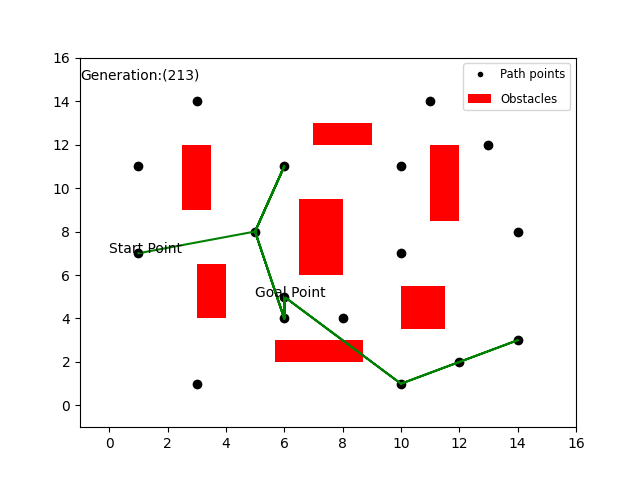 16
Generation:(213)
Path points
Obstacles
14
12
10
8
Start Point
6
Goal Point
4
2
0
0 2 4 6 8 10 12 14 16